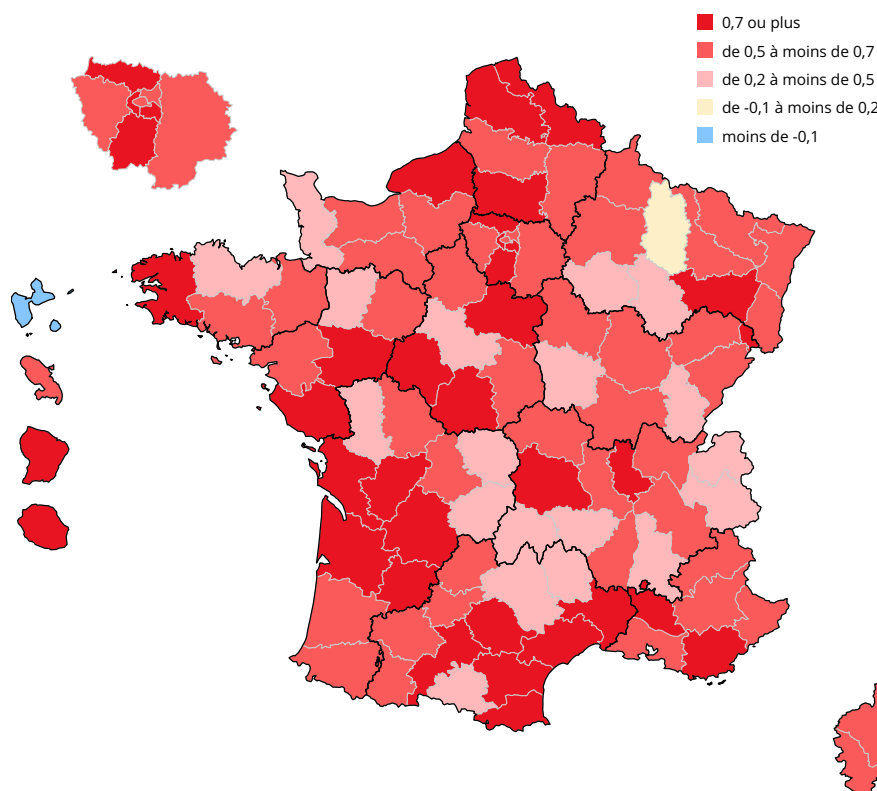 0,7 ou plus
de 0,5 à moins de 0,7
de 0,2 à moins de 0,5
de -0,1 à moins de 0,2
moins de -0,1